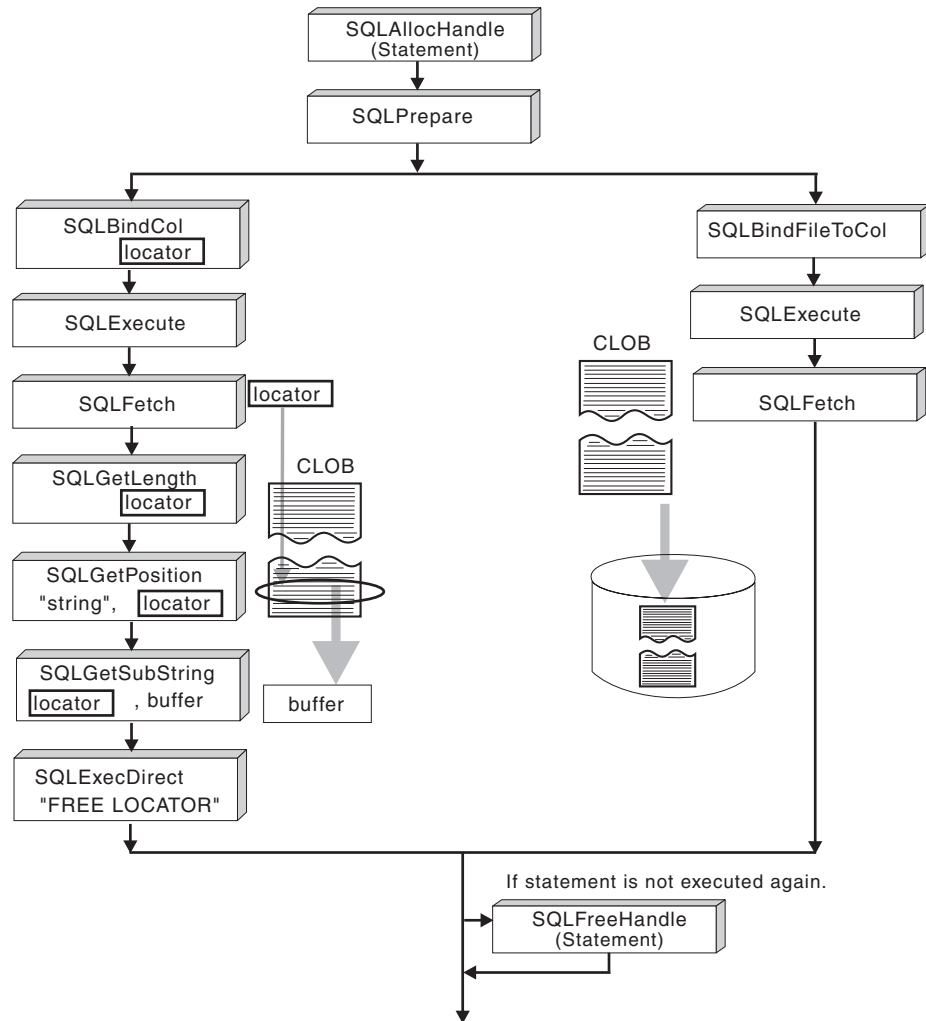 SQLAllocHandle
(Statement)
SQLPrepare
SQLBindCol
locator
SQLExecute
SQLFetch
locator
SQLGetLength
locator
SQLGetPosition
"string", locator
SQLGetSubString
locator , buffer
SQLExecDirect
"FREE LOCATOR"
CLOB
buffer
SQLBindFileToCol
SQLExecute
SQLFetch
CLOB
If statement is not executed again.
SQLFreeHandle
(Statement)